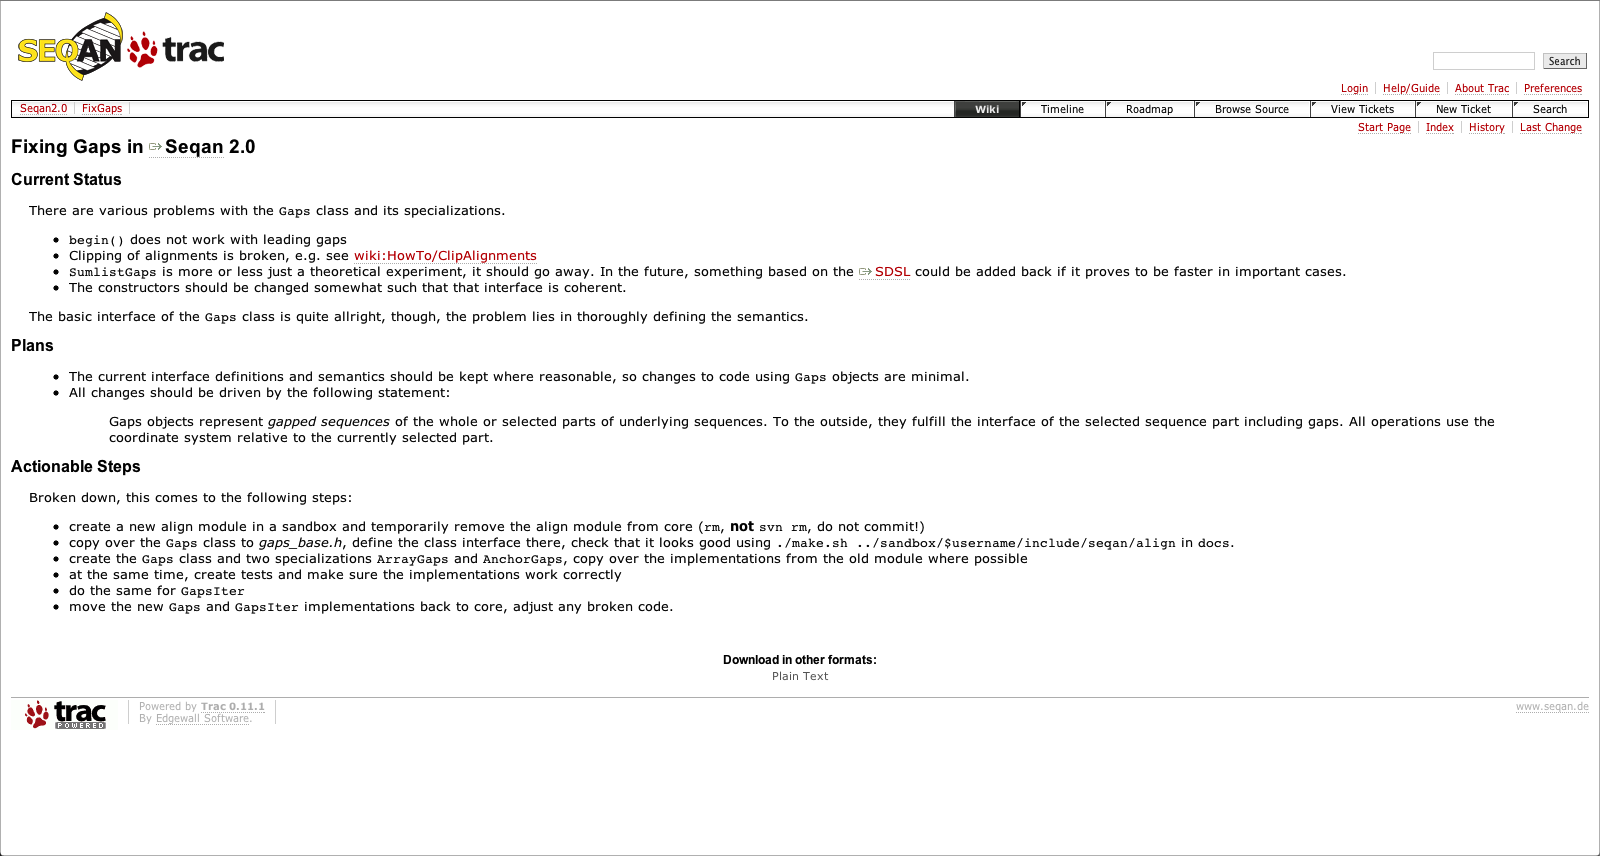 SEQAN trac
Search
Login Help/Guide About Trac Preferences
Seqan2.0 FixGaps Wiki Timeline Roadmap Browse Source View Tickets New Ticket Search
Start Page Index History Last Change
Fixing Gaps in Seqan 2.0
Current Status
There are various problems with the Gaps class and its specializations.
• begin() does not work with leading gaps
• Clipping of alignments is broken, e.g. see wiki:HowTo/ClipAlignments
• SumlistGaps is more or less just a theoretical experiment, it should go away. In the future, something based on the SDSL could be added back if it proves to be faster in important cases.
• The constructors should be changed somewhat such that that interface is coherent.
The basic interface of the Gaps class is quite allright, though, the problem lies in thoroughly defining the semantics.
Plans
• The current interface definitions and semantics should be kept where reasonable, so changes to code using Gaps objects are minimal.
• All changes should be driven by the following statement:
Gaps objects represent gapped sequences of the whole or selected parts of underlying sequences. To the outside, they fulfill the interface of the selected sequence part including gaps. All operations use the
coordinate system relative to the currently selected part.
Actionable Steps
Broken down, this comes to the following steps:
• create a new align module in a sandbox and temporarily remove the align module from core (rm, not svn rm, do not commit!)
• copy over the Gaps class to gaps_base.h, define the class interface there, check that it looks good using ./make.sh ../sandbox/$username/include/seqan/align in docs.
• create the Gaps class and two specializations ArrayGaps and AnchorGaps, copy over the implementations from the old module where possible
• at the same time, create tests and make sure the implementations work correctly
• do the same for GapsIter
• move the new Gaps and GapsIter implementations back to core, adjust any broken code.
Download in other formats:
Plain Text
trac POWERED
Powered by Trac 0.11.1
By Edgewall Software.
www.seqan.de